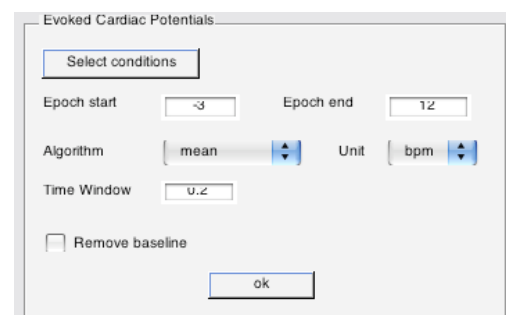 Evoked Cardiac Potentials
Select conditions
Epoch start -3 Epoch end 12
Algorithm mean Unit bpm
Time Window 0.2
Remove baseline
ok